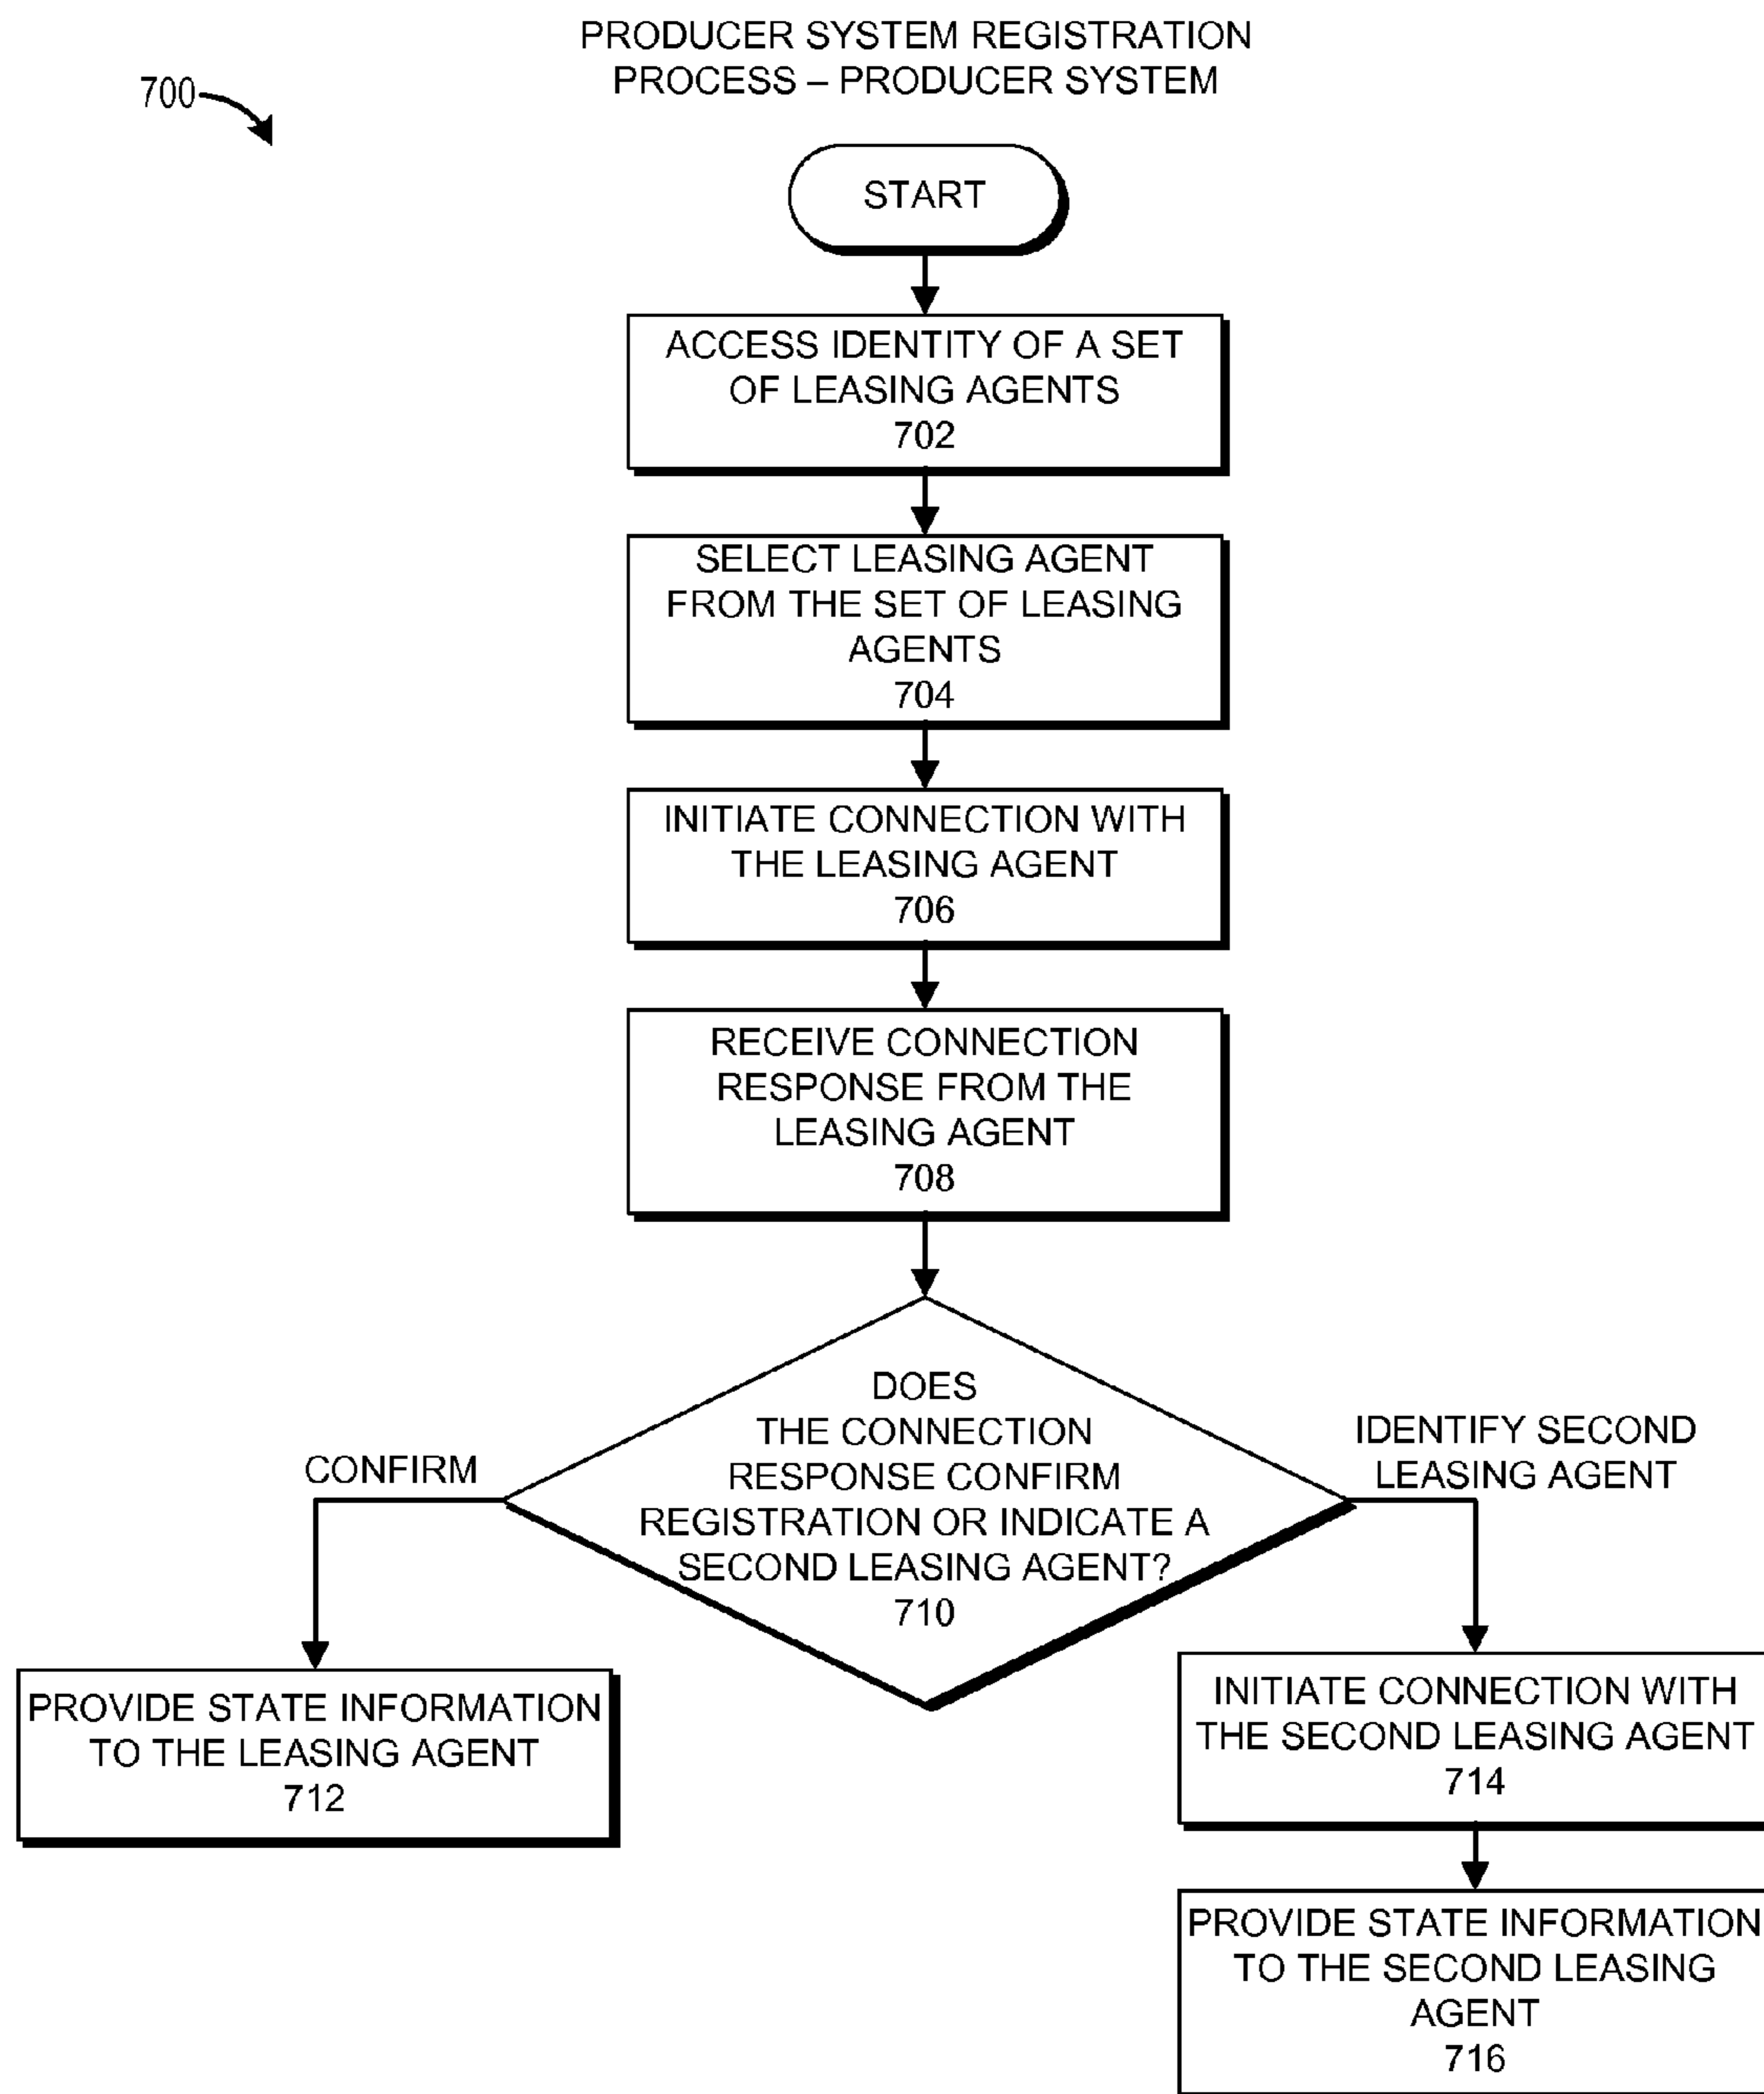 PRODUCER SYSTEM REGISTRATION
PROCESS – PRODUCER SYSTEM
700
START
ACCESS IDENTITY OF A SET
OF LEASING AGENTS
702
SELECT LEASING AGENT
FROM THE SET OF LEASING
AGENTS
704
INITIATE CONNECTION WITH
THE LEASING AGENT
706
RECEIVE CONNECTION
RESPONSE FROM THE
LEASING AGENT
708
DOES
THE CONNECTION
RESPONSE CONFIRM
REGISTRATION OR INDICATE A
SECOND LEASING AGENT?
710
CONFIRM
IDENTIFY SECOND
LEASING AGENT
PROVIDE STATE INFORMATION
TO THE LEASING AGENT
712
INITIATE CONNECTION WITH
THE SECOND LEASING AGENT
714
PROVIDE STATE INFORMATION
TO THE SECOND LEASING
AGENT
716